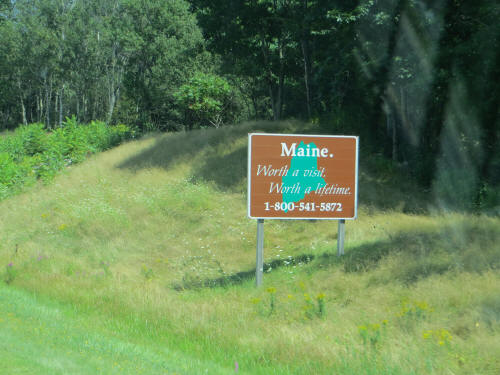 Maine.
Worth a visit.
Worth a lifetime.
1-800-541-5872